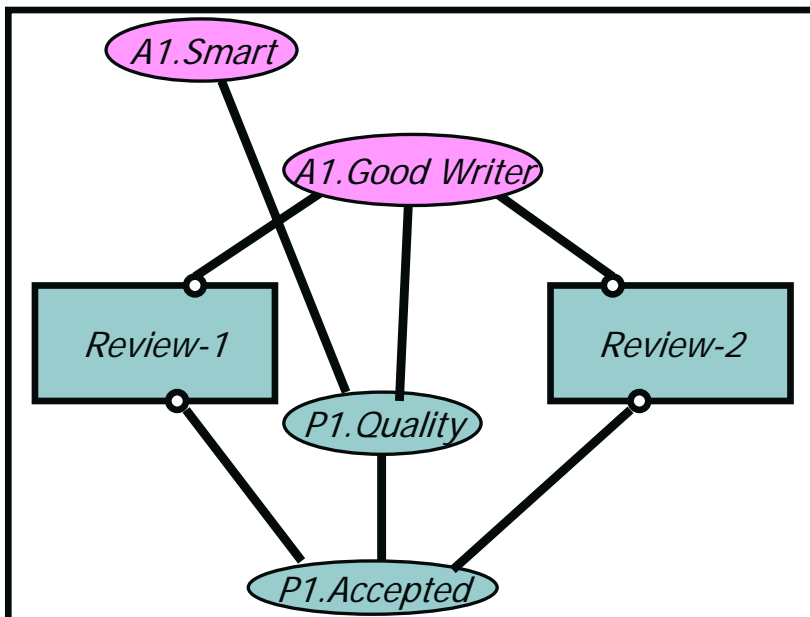 A1.Smart
A1.Good Writer
Review-1
Review-2
P1.Quality
P1.Accepted